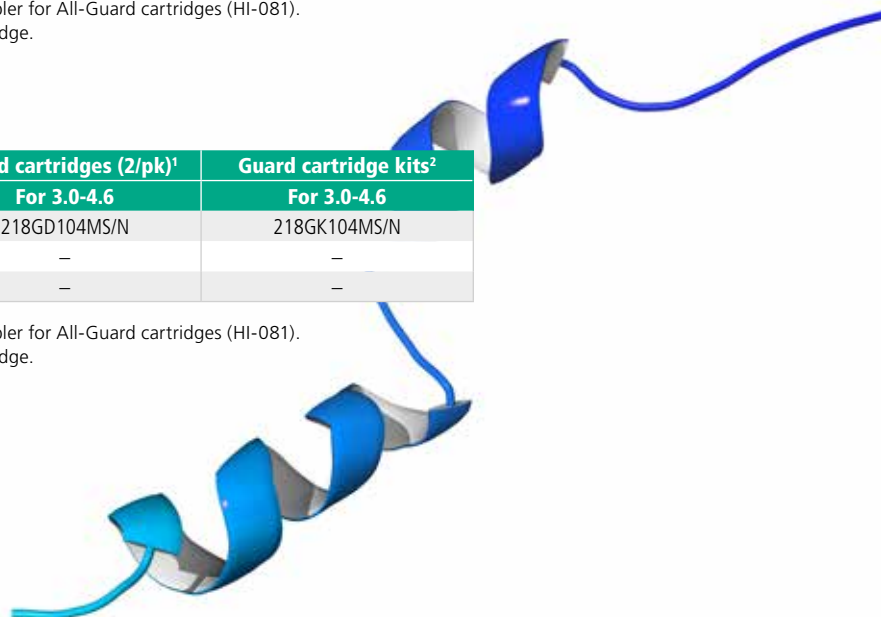 pler for All-Guard cartridges (HI-081).
dge.
d cartridges (2/pk)¹ Guard cartridge kits²
For 3.0-4.6 For 3.0-4.6
218GD104MS/N 218GK104MS/N
– –
– –
pler for All-Guard cartridges (HI-081).
dge.